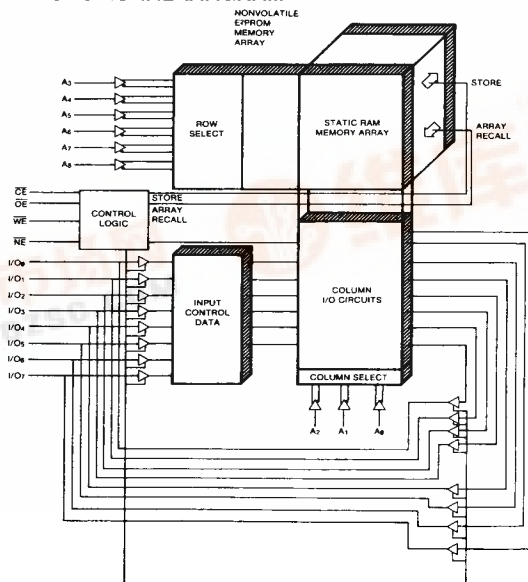 NONVOLATILE
E²PROM
MEMORY
ARRAY
A3
A4
A5
A6
A7
A8
ROW
SELECT
STATIC RAM
MEMORY ARRAY
STORE
ARRAY
RECALL
CE
OE
WE
NE
CONTROL
LOGIC
STORE
ARRAY
RECALL
I/O0
I/O1
I/O2
I/O3
I/O4
I/O5
I/O6
I/O7
INPUT
CONTROL
DATA
COLUMN
I/O CIRCUITS
COLUMN SELECT
A2
A1
A0